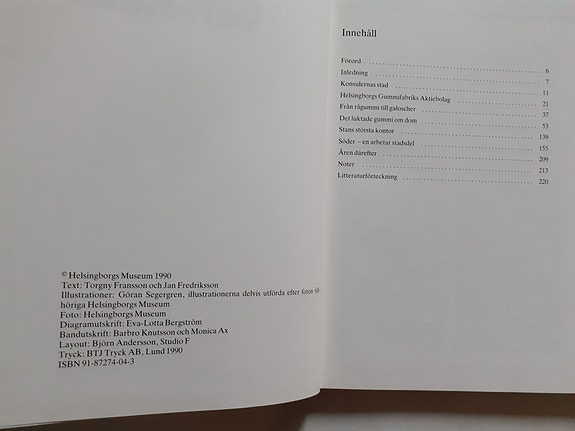 © Helsingborgs Museum 1990
Text: Torgny Fransson och Jan Fredriksson
Illustrationer: Göran Segergren, illustrationerna delvis utförda efter foton till-
höriga Helsingborgs Museum
Foto: Helsingborgs Museum
Diagramutskrift: Eva-Lotta Bergström
Bandutskrift: Barbro Knutsson och Monica Ax
Layout: Björn Andersson, Studio F
Tryck: BTJ Tryck AB, Lund 1990
ISBN 91-87274-04-3
Innehåll
Förord 6
Inledning 7
Konsulernas stad 11
Helsingborgs Gummifabriks Aktiebolag 21
Från rågummi till galoscher 37
Det luktade gummi om dom 53
Stans största kontor 139
Söder – en arbetar stadsdel 155
Åren därefter 209
Noter 213
Litteraturförteckning 220